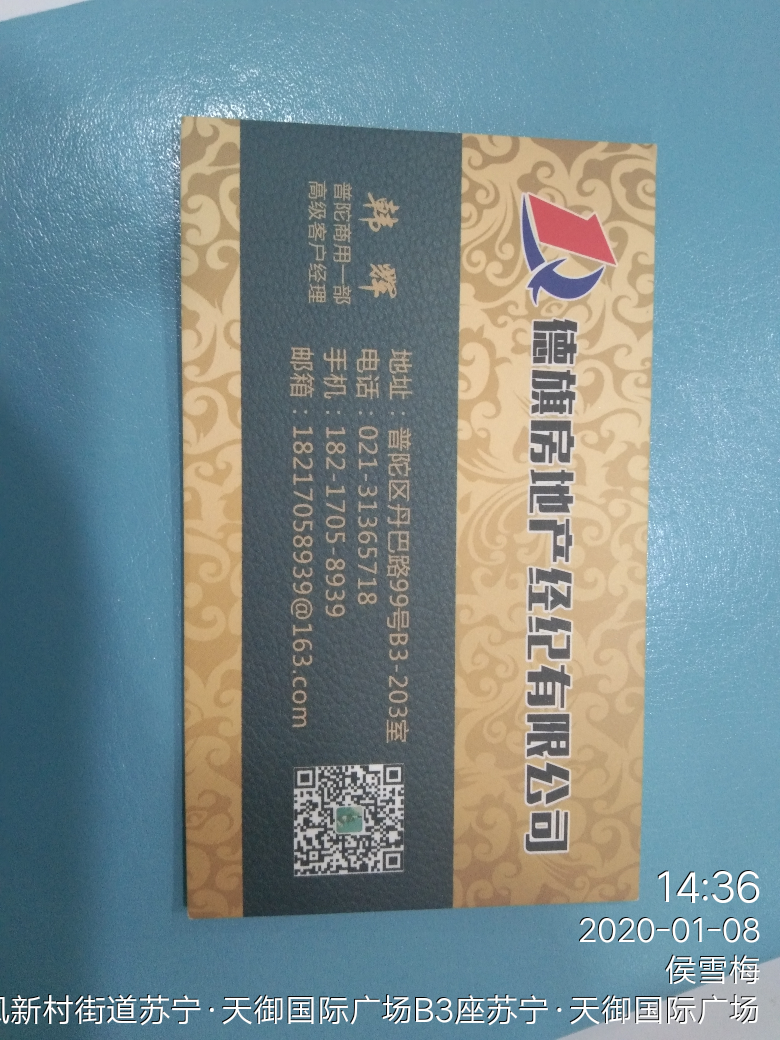 德旗房地产经纪有限公司
韩辉
普陀商用一部
高级客户经理
地址：普陀区丹巴路99号B3-203室
电话：021-31365718
手机：182-1705-8939
邮箱：18217058939@163.com
14:36
2020-01-08
侯雪梅
新村街道苏宁·天御国际广场B3座苏宁·天御国际广场